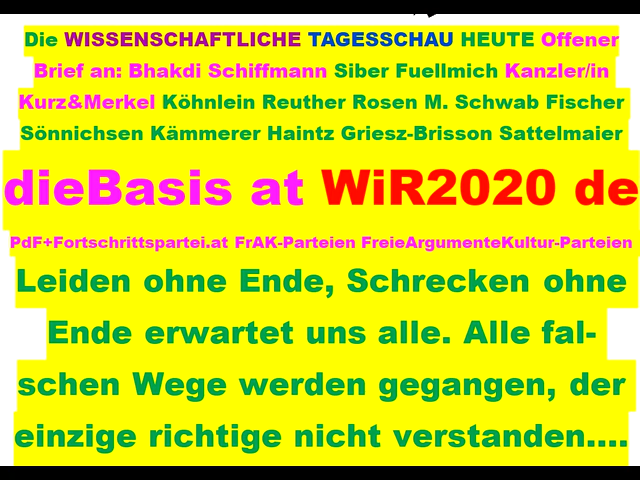 Die WISSENSCHAFTLICHE TAGESSCHAU HEUTE Offener
Brief an: Bhakdi Schiffmann Siber Fuellmich Kanzler/in
Kurz&Merkel Köhnlein Reuther Rosen M. Schwab Fischer
Sönnichsen Kämmerer Haintz Griesz-Brisson Sattelmaier
dieBasis at WiR2020 de
PdF+Fortschrittspartei.at FrAK-Parteien FreieArgumenteKultur-Parteien
Leiden ohne Ende, Schrecken ohne
Ende erwartet uns alle. Alle fal-
schen Wege werden gegangen, der
einzige richtige nicht verstanden....